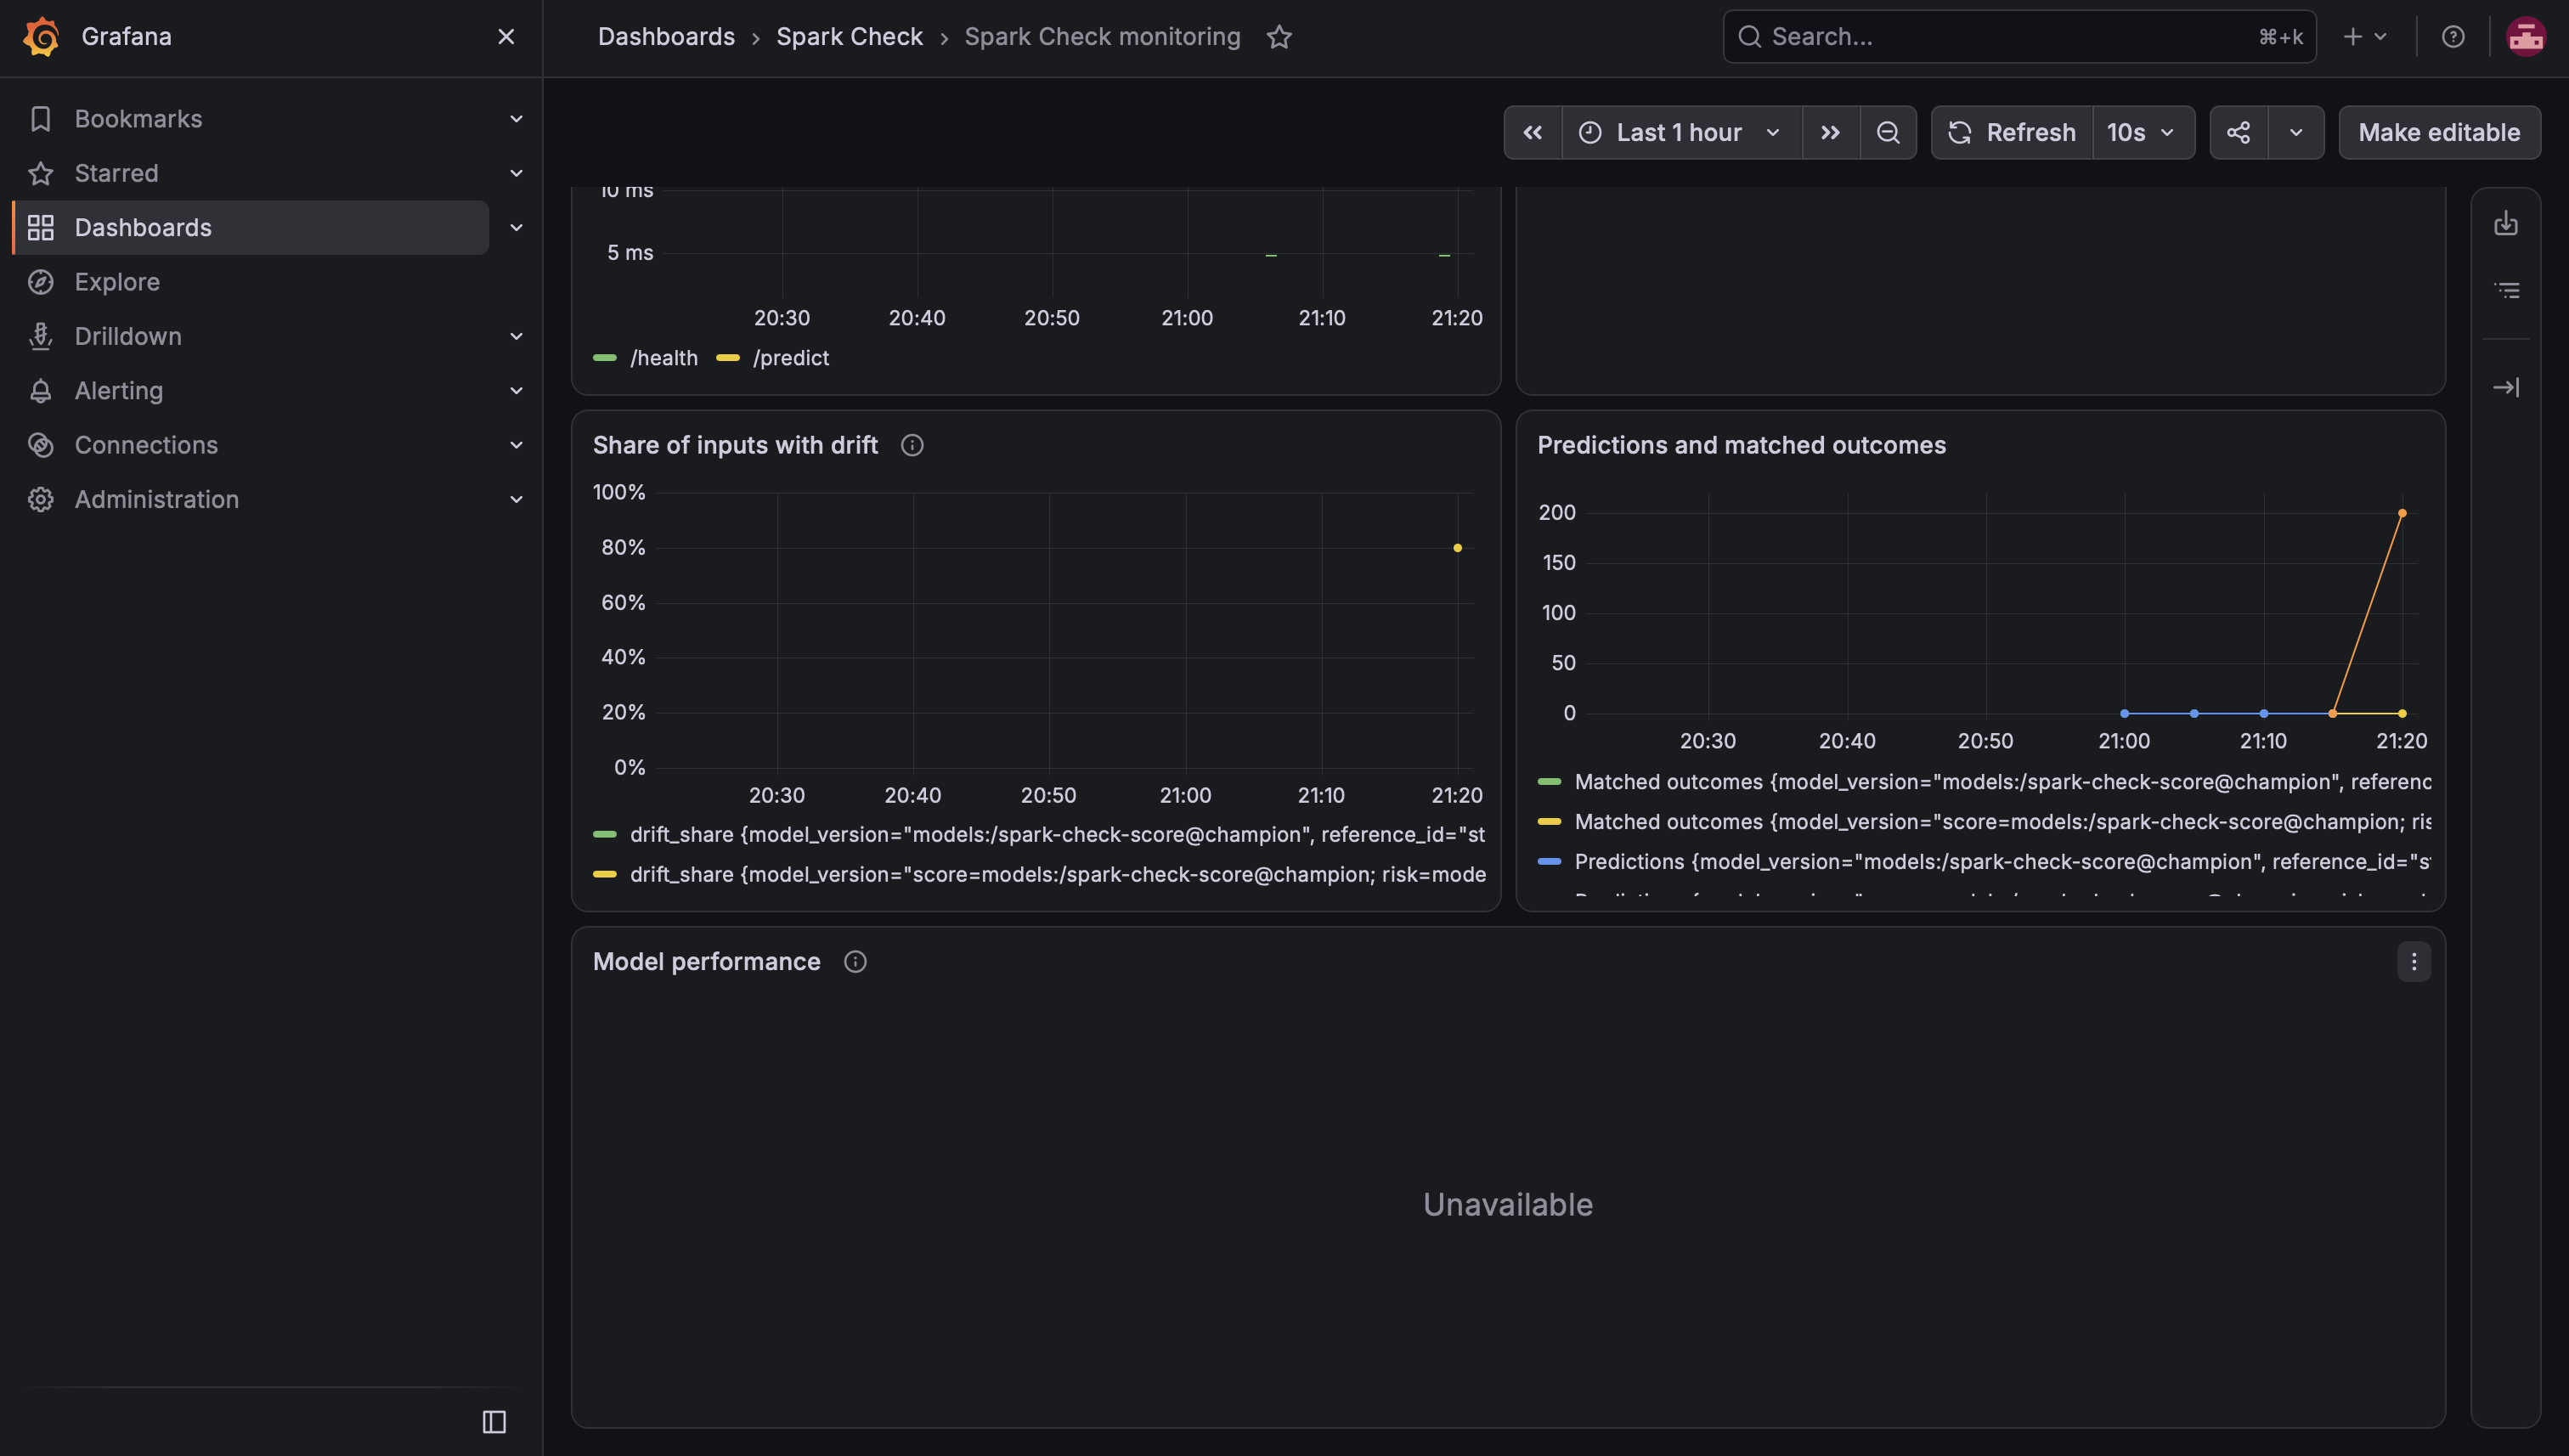 Grafana
Dashboards › Spark Check › Spark Check monitoring
Search...
⌘+k
Bookmarks
Starred
Dashboards
Explore
Drilldown
Alerting
Connections
Administration
Last 1 hour
Refresh
10s
Make editable
10 ms
5 ms
20:30 20:40 20:50 21:00 21:10 21:20
/health /predict
Share of inputs with drift
100%
80%
60%
40%
20%
0%
20:30 20:40 20:50 21:00 21:10 21:20
drift_share {model_version="models:/spark-check-score@champion", reference_id="st
drift_share {model_version="score=models:/spark-check-score@champion; risk=mode
Predictions and matched outcomes
200
150
100
50
0
20:30 20:40 20:50 21:00 21:10 21:20
Matched outcomes {model_version="models:/spark-check-score@champion", referenc
Matched outcomes {model_version="score=models:/spark-check-score@champion; ris
Predictions {model_version="models:/spark-check-score@champion", reference_id="st
Model performance
Unavailable